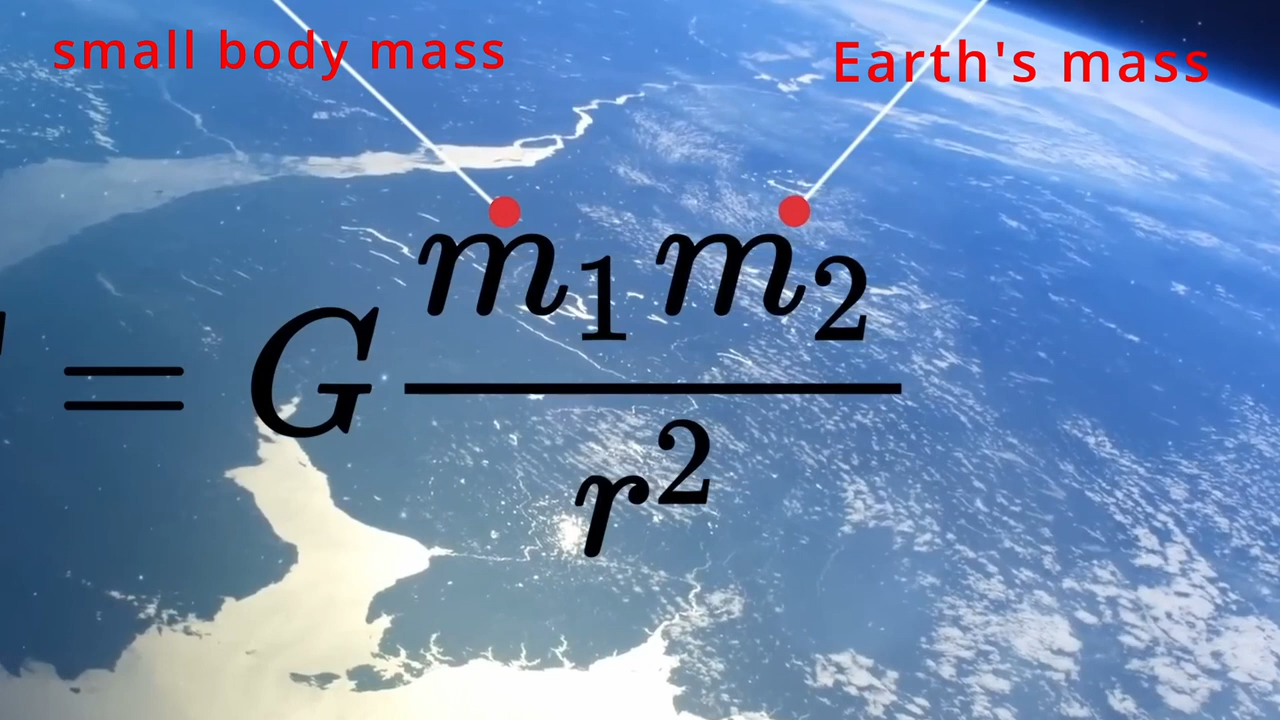 small body mass
Earth's mass
= G m₁m₂
r²